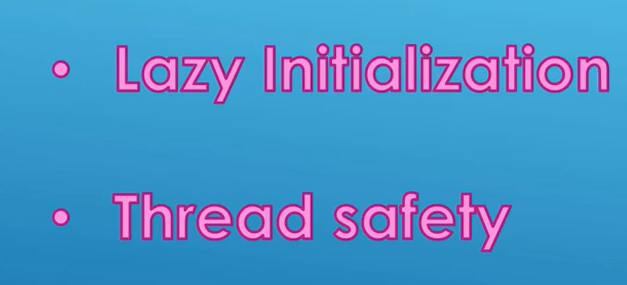 • Lazy Initialization
• Thread safety